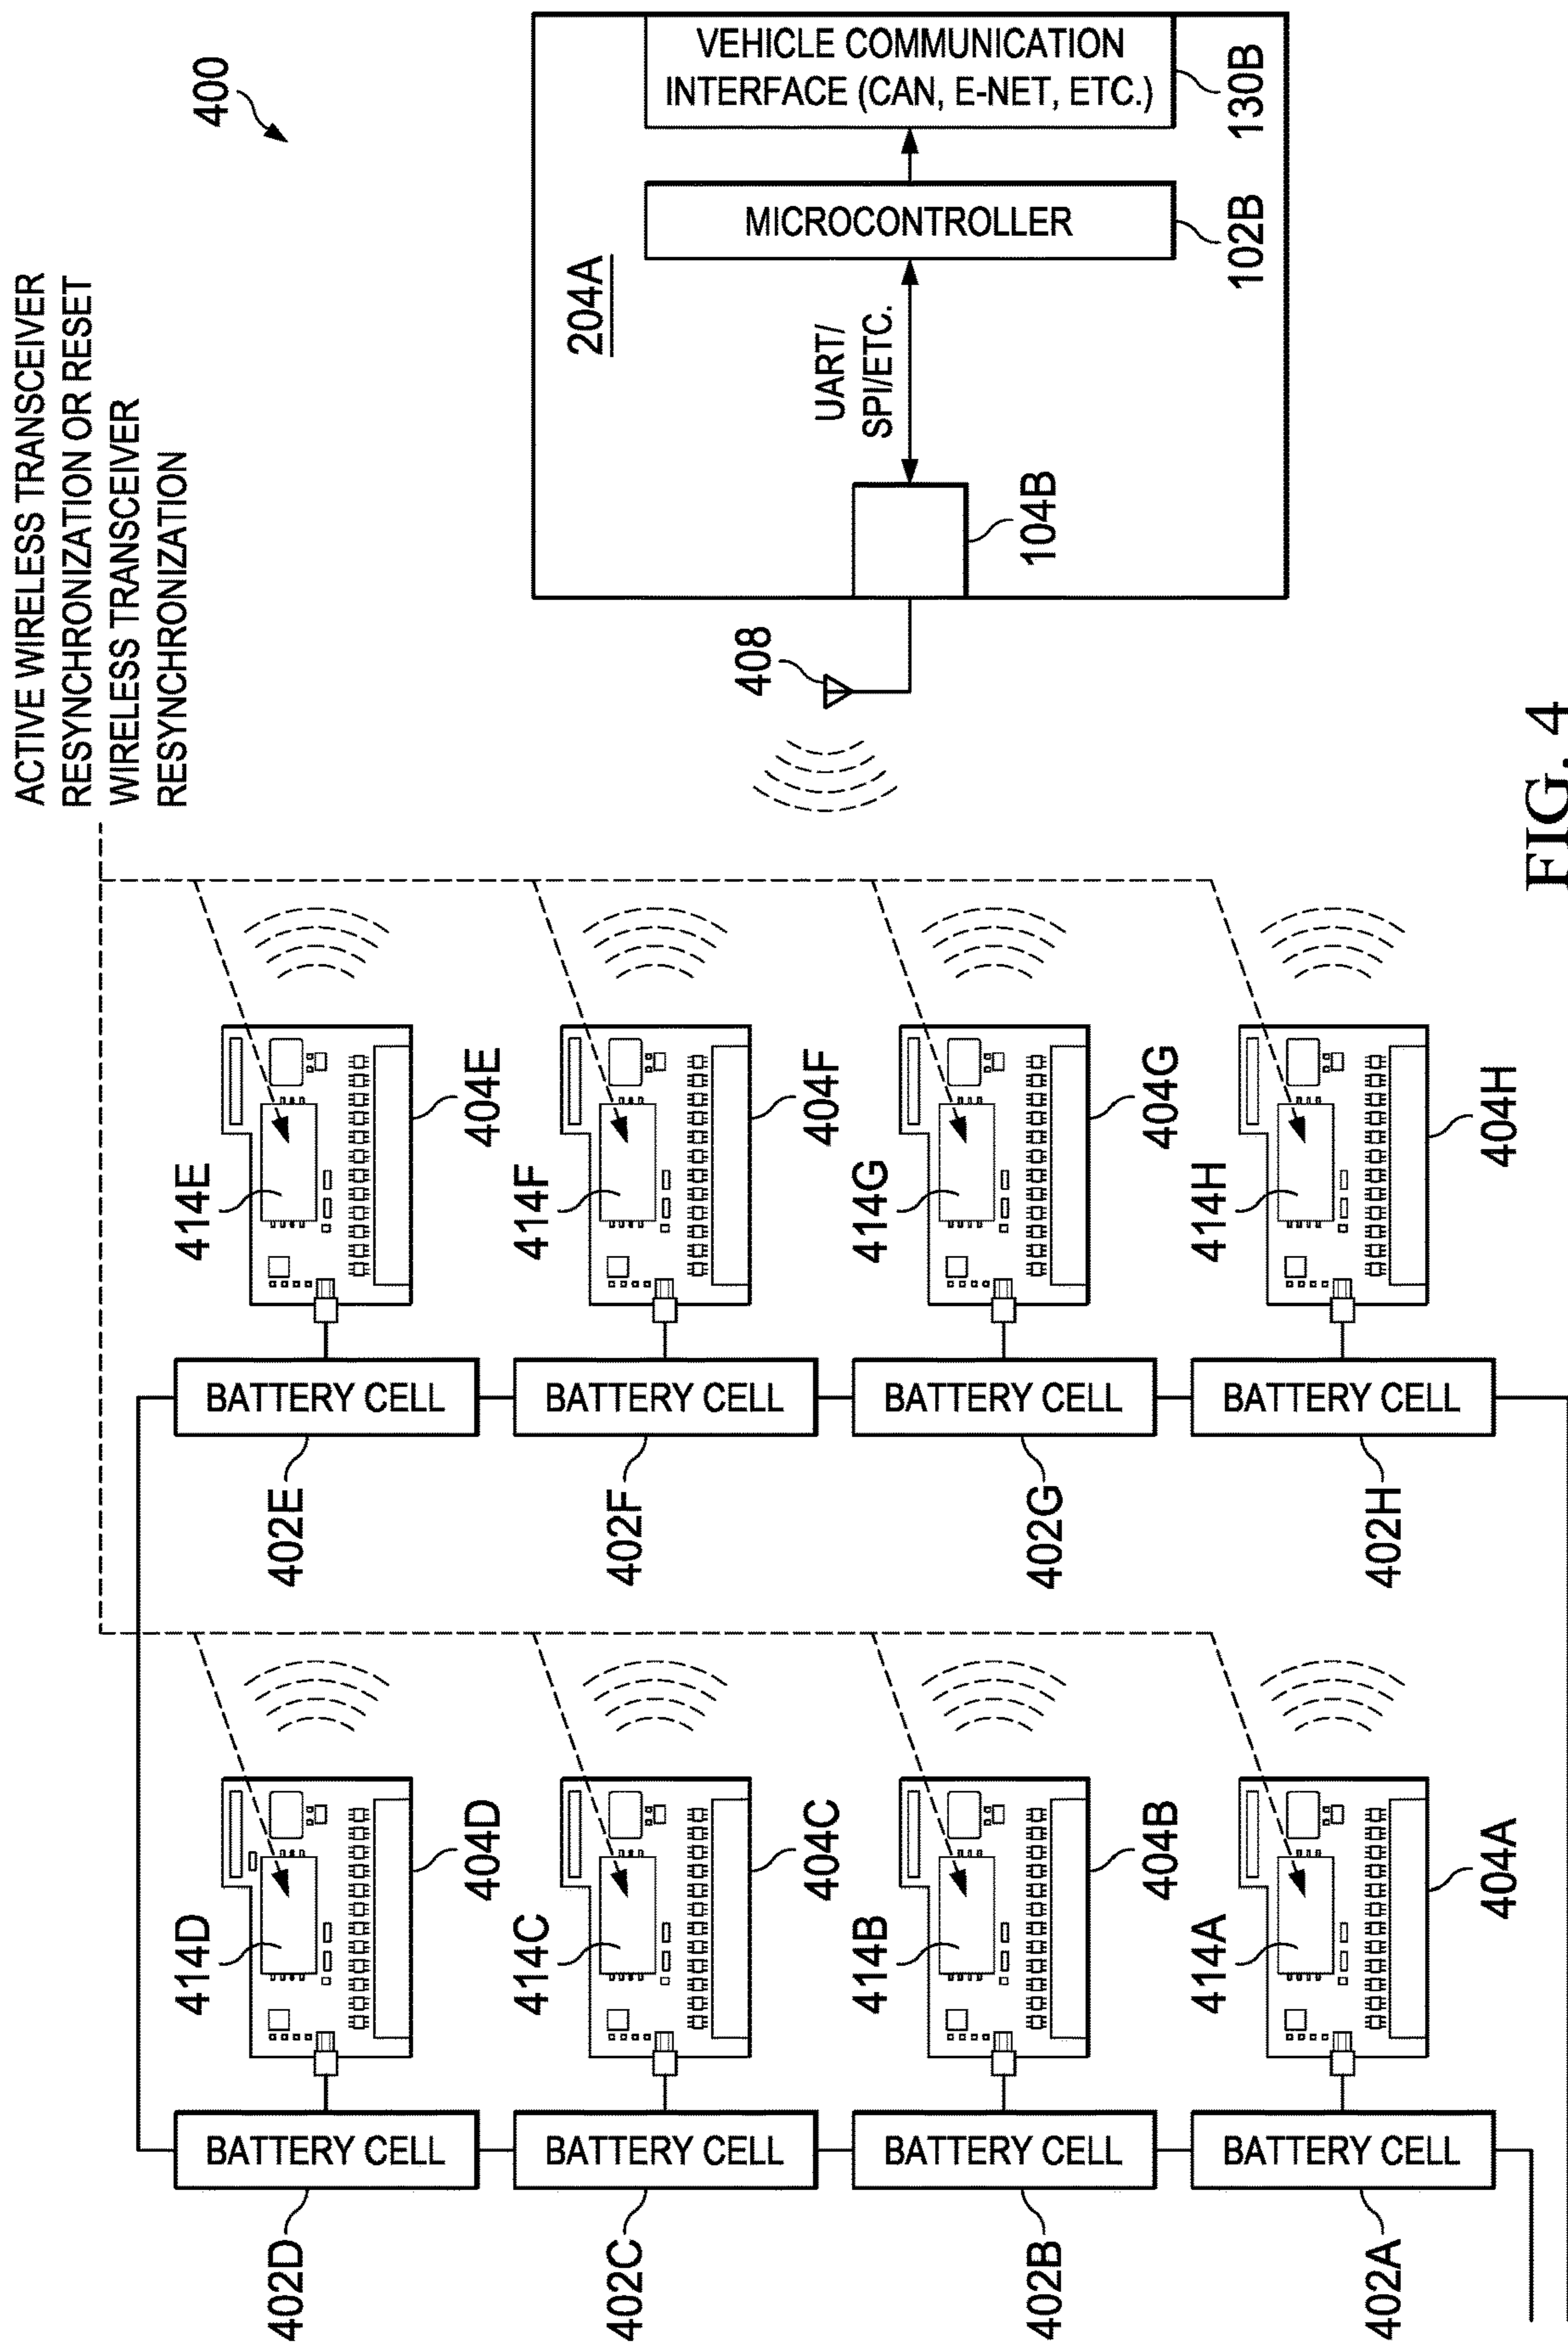 400
ACTIVE WIRELESS TRANSCEIVER
RESYNCHRONIZATION OR RESET
WIRELESS TRANSCEIVER
RESYNCHRONIZATION
204A
VEHICLE COMMUNICATION
INTERFACE (CAN, E-NET, ETC.)
130B
MICROCONTROLLER
102B
UART/
SPI/ETC.
104B
408
414E
404E
BATTERY CELL
402E
414F
404F
BATTERY CELL
402F
414G
404G
BATTERY CELL
402G
414H
404H
BATTERY CELL
402H
414D
404D
BATTERY CELL
402D
414C
404C
BATTERY CELL
402C
414B
404B
BATTERY CELL
402B
414A
404A
BATTERY CELL
402A
FIG. 4